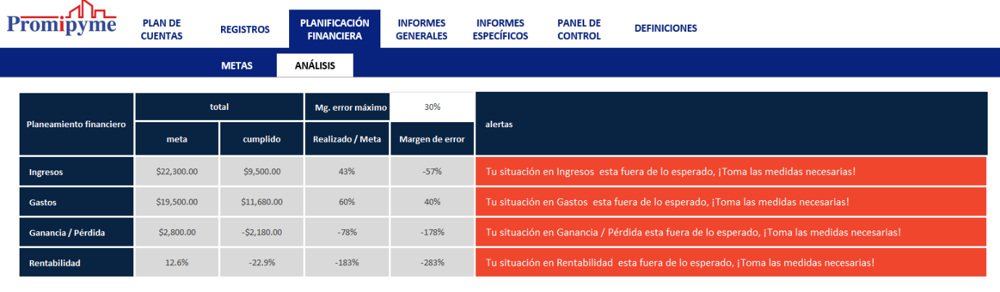 Promipyme
PLAN DE
CUENTAS
REGISTROS
PLANIFICACIÓN
FINANCIERA
INFORMES
GENERALES
INFORMES
ESPECÍFICOS
PANEL DE
CONTROL
DEFINICIONES
METAS
ANÁLISIS
Planeamiento financiero
total
Mg. error máximo
30%
alertas
meta
cumplido
Realizado / Meta
Margen de error
Ingresos $22,300.00 $9,500.00 43% -57% Tu situación en Ingresos  esta fuera de lo esperado, ¡Toma las medidas necesarias!
Gastos $19,500.00 $11,680.00 60% 40% Tu situación en Gastos  esta fuera de lo esperado, ¡Toma las medidas necesarias!
Ganancia / Pérdida $2,800.00 -$2,180.00 -78% -178% Tu situación en Ganancia / Pérdida esta fuera de lo esperado, ¡Toma las medidas necesarias!
Rentabilidad 12.6% -22.9% -183% -283% Tu situación en Rentabilidad  esta fuera de lo esperado, ¡Toma las medidas necesarias!